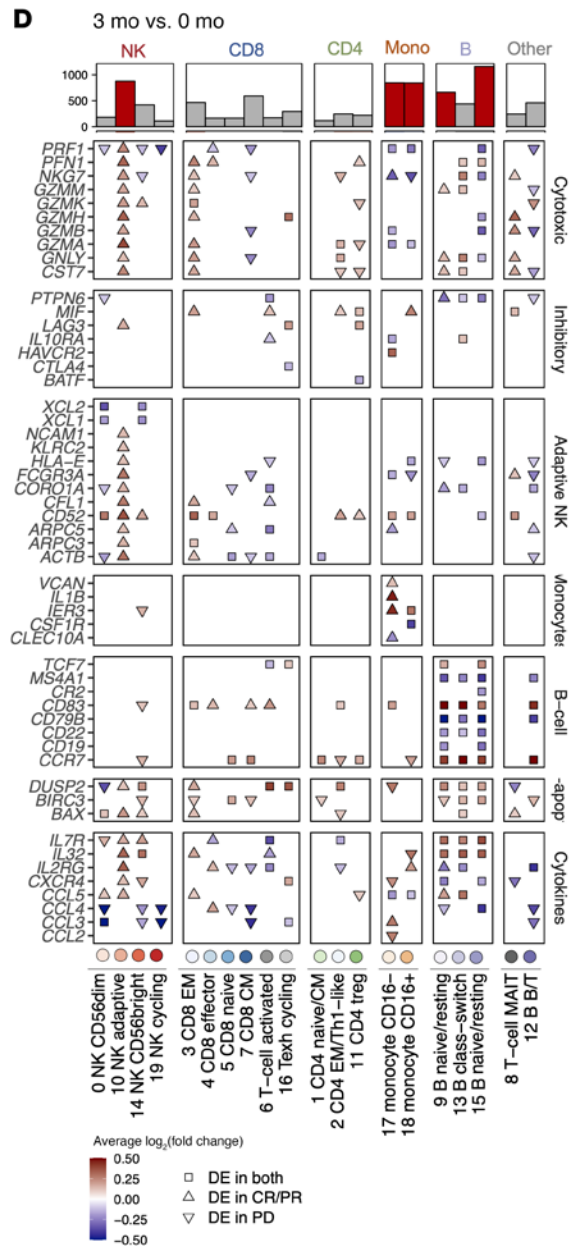 D
3 mo vs. 0 mo
NK CD8 CD4 Mono B Other
1000
500
0
PRF1
PFN1
NKG7
GZMM
GZMK
GZMH
GZMB
GZMA
GNLY
CST7
Cytotoxic
PTPN6
MIF
LAG3
IL10RA
HAVCR2
CTLA4
BATF
Inhibitory
XCL2
XCL1
NCAM1
KLRC2
HLA−E
FCGR3A
CORO1A
CFL1
CD52
ARPC5
ARPC3
ACTB
Adaptive NK
VCAN
IL1B
IER3
CSF1R
CLEC10A
Monocytes
TCF7
MS4A1
CR2
CD83
CD79B
CD22
CD19
CCR7
B−cell
DUSP2
BIRC3
BAX
−apop
IL7R
IL32
IL2RG
CXCR4
CCL5
CCL4
CCL3
CCL2
Cytokines
0 NK CD56dim
10 NK adaptive
14 NK CD56bright
19 NK cycling
3 CD8 EM
4 CD8 effector
5 CD8 naive
7 CD8 CM
6 T−cell activated
16 Texh cycling
1 CD4 naive/CM
2 CD4 EM/Th1−like
11 CD4 treg
17 monocyte CD16−
18 monocyte CD16+
9 B naive/resting
13 B class−switch
15 B naive/resting
8 T−cell MAIT
12 B B/T
Average log2(fold change)
0.50
0.25
0.00
−0.25
−0.50
DE in both
DE in CR/PR
DE in PD